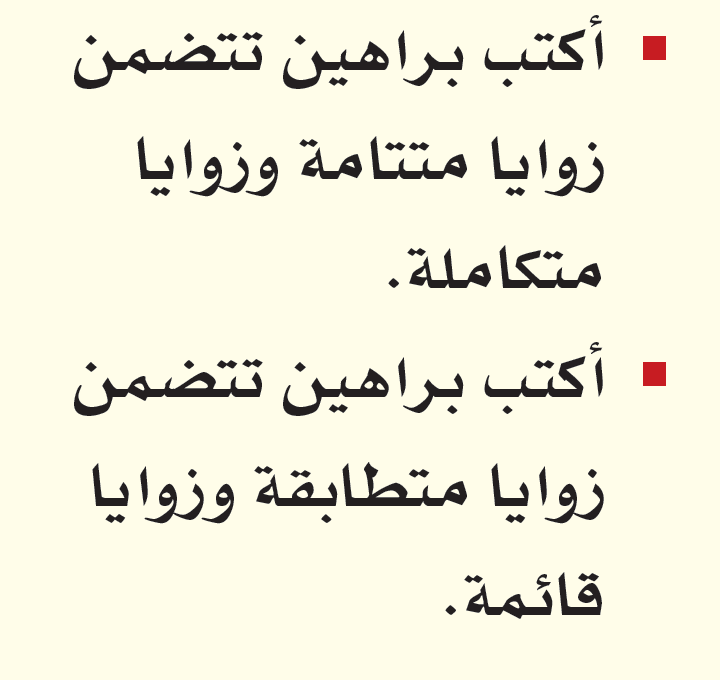 أكتب براهين تتضمن
زوايا متتامة وزوايا
متكاملة.
أكتب براهين تتضمن
زوايا متطابقة وزوايا
قائمة.